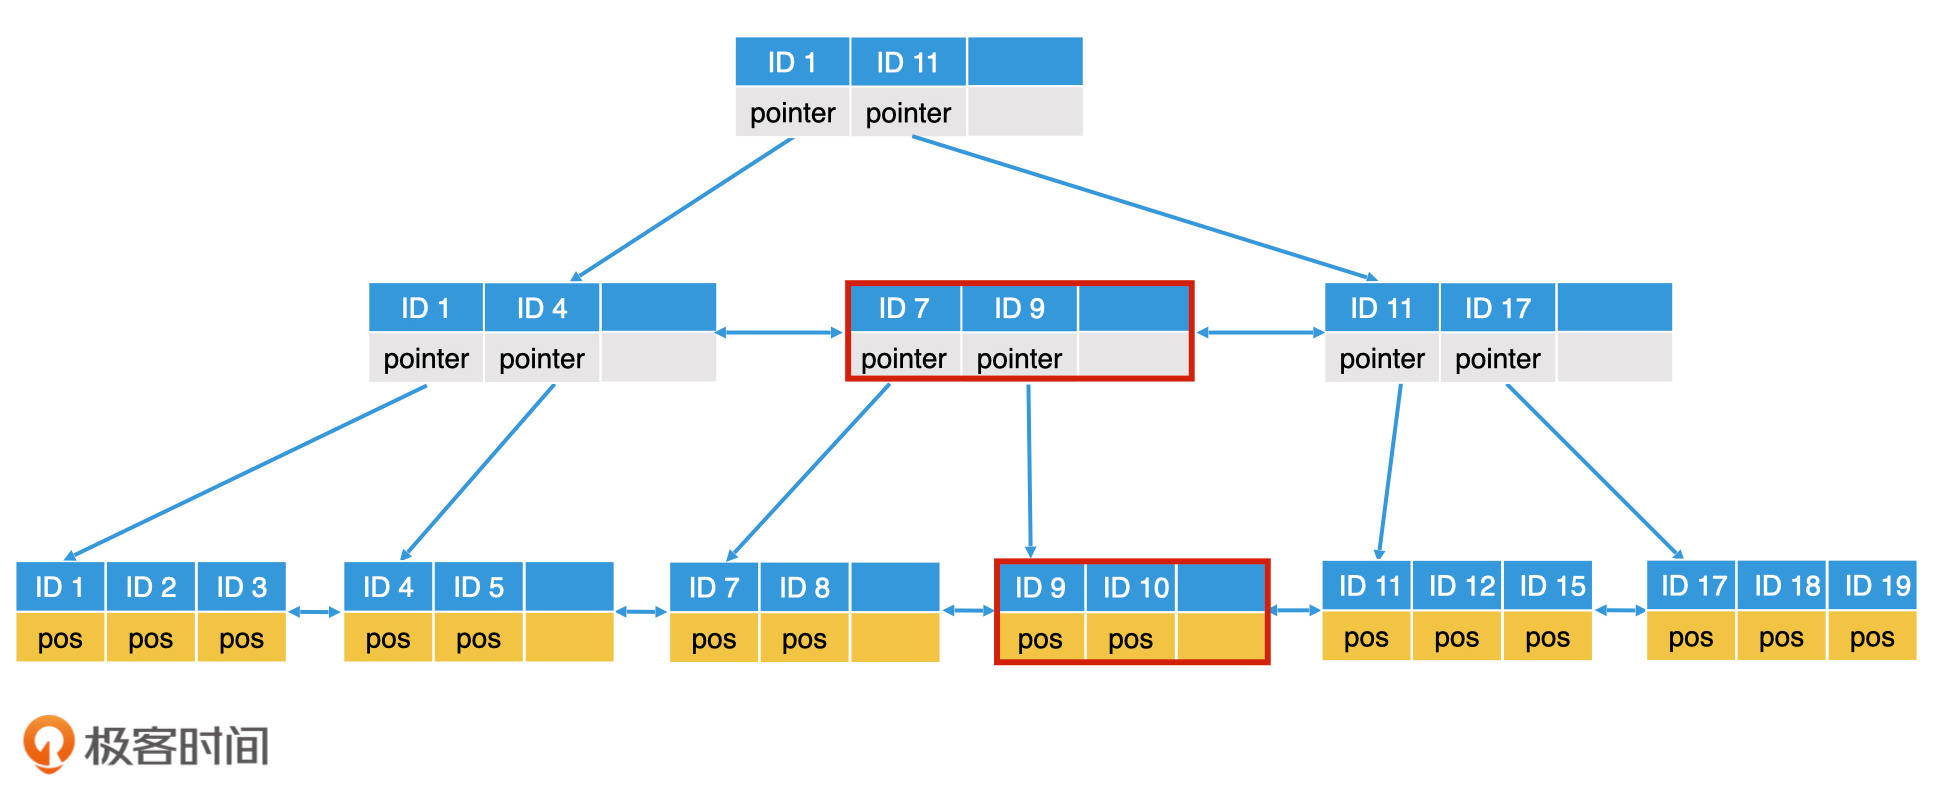 ID 1 ID 11
pointer pointer
ID 1 ID 4 ID 7 ID 9 ID 11 ID 17
pointer pointer pointer pointer pointer pointer
ID 1 ID 2 ID 3 ID 4 ID 5 ID 7 ID 8 ID 9 ID 10 ID 11 ID 12 ID 15 ID 17 ID 18 ID 19
pos pos pos pos pos pos pos pos pos pos pos pos pos pos pos
极客时间